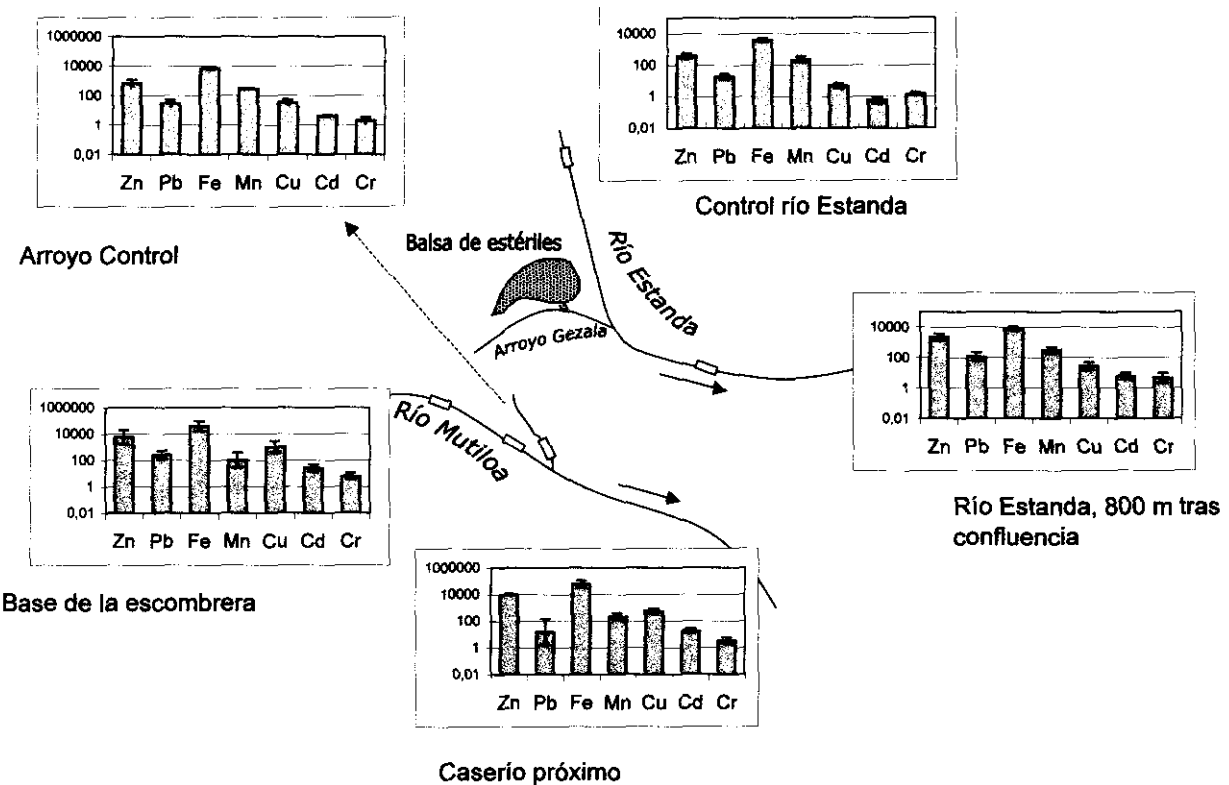 1000000
10000
100
1
0,01
Zn Pb Fe Mn Cu Cd Cr
Arroyo Control
10000
100
1
0,01
Zn Pb Fe Mn Cu Cd Cr
Control río Estanda
Balsa de estériles
Río Estanda
Arroyo Gezala
10000
100
1
0,01
Zn Pb Fe Mn Cu Cd Cr
Río Estanda, 800 m tras
confluencia
1000000
10000
100
1
0,01
Zn Pb Fe Mn Cu Cd Cr
Base de la escombrera
Río Mutiloa
1000000
10000
100
1
0,01
Zn Pb Fe Mn Cu Cd Cr
Caserío próximo